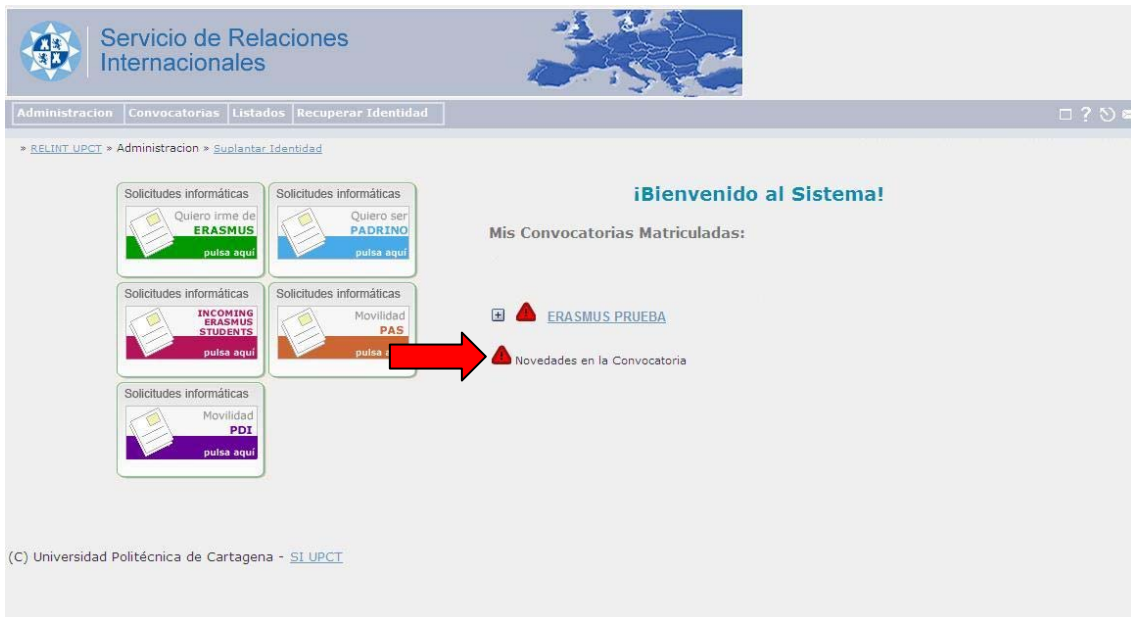 Servicio de Relaciones
Internacionales
Administracion Convocatorias Listados Recuperar Identidad
?
» RELINT UPCT » Administracion » Suplantar Identidad
Solicitudes informáticas
Quiero irme de
ERASMUS
pulsa aquí
Solicitudes informáticas
Quiero ser
PADRINO
pulsa aquí
Solicitudes informáticas
INCOMING
ERASMUS
STUDENTS
pulsa aquí
Solicitudes informáticas
Movilidad
PAS
pulsa
Solicitudes informáticas
Movilidad
PDI
pulsa aquí
¡Bienvenido al Sistema!
Mis Convocatorias Matriculadas:
ERASMUS PRUEBA
Novedades en la Convocatoria
(C) Universidad Politécnica de Cartagena - SI UPCT